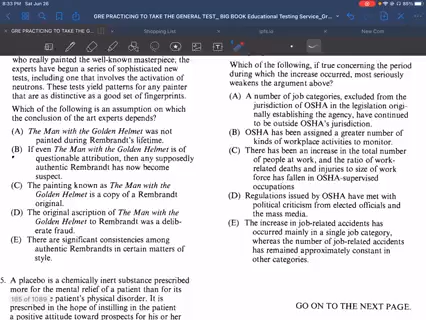 9:33 PM Sat Jun 26
GRE PRACTICING TO TAKE THE GENERAL TEST_ BIG BOOK Educational Testing Service_Gr...
GRE PRACTICING TO TAKE THE G...
Shopping List
New Cont
who really painted the well-known masterpiece, the
experts have begun a series of sophisticated new
tests, including one that involves the activation of
neutrons. These tests yield patterns for any painter
that are as distinctive as a good set of fingerprints.
Which of the following is an assumption on which
the conclusion of the art experts depends?
(A) The Man with the Golden Helmet was not
painted during Rembrandt's lifetime.
(B) If even The Man with the Golden Helmet is of
questionable attribution, then any supposedly
authentic Rembrandt has now become
suspect.
(C) The painting known as The Man with the
Golden Helmet is a copy of a Rembrandt
original.
(D) The original ascription of The Man with the
Golden Helmet to Rembrandt was a delib-
erate fraud.
(E) There are significant consistencies among
authentic Rembrandts in certain matters of
style.
5. A placebo is a chemically inert substance prescribed
more for the mental relief of a patient than for its
185 of 1089
patient's physical disorder. It is
prescribed in the hope of instilling in the patient
a positive attitude toward prospects for his or her
Which of the following, if true concerning the period
during which the increase occurred, most seriously
weakens the argument above?
(A) A number of job categories, excluded from the
jurisdiction of OSHA in the legislation origi-
nally establishing the agency, have continued
to be outside OSHA's jurisdiction.
(B) OSHA has been assigned a greater number of
kinds of workplace activities to monitor.
(C) There has been an increase in the total number
of people at work, and the ratio of work-
related deaths and injuries to size of work
force has fallen in OSHA-supervised
occupations
(D) Regulations issued by OSHA have met with
political criticism from elected officials and
the mass media.
(E) The increase in job-related accidents has
occurred mainly in a single job category,
whereas the number of job-related accidents
has remained approximately constant in
other categories.
GO ON TO THE NEXT PAGE.